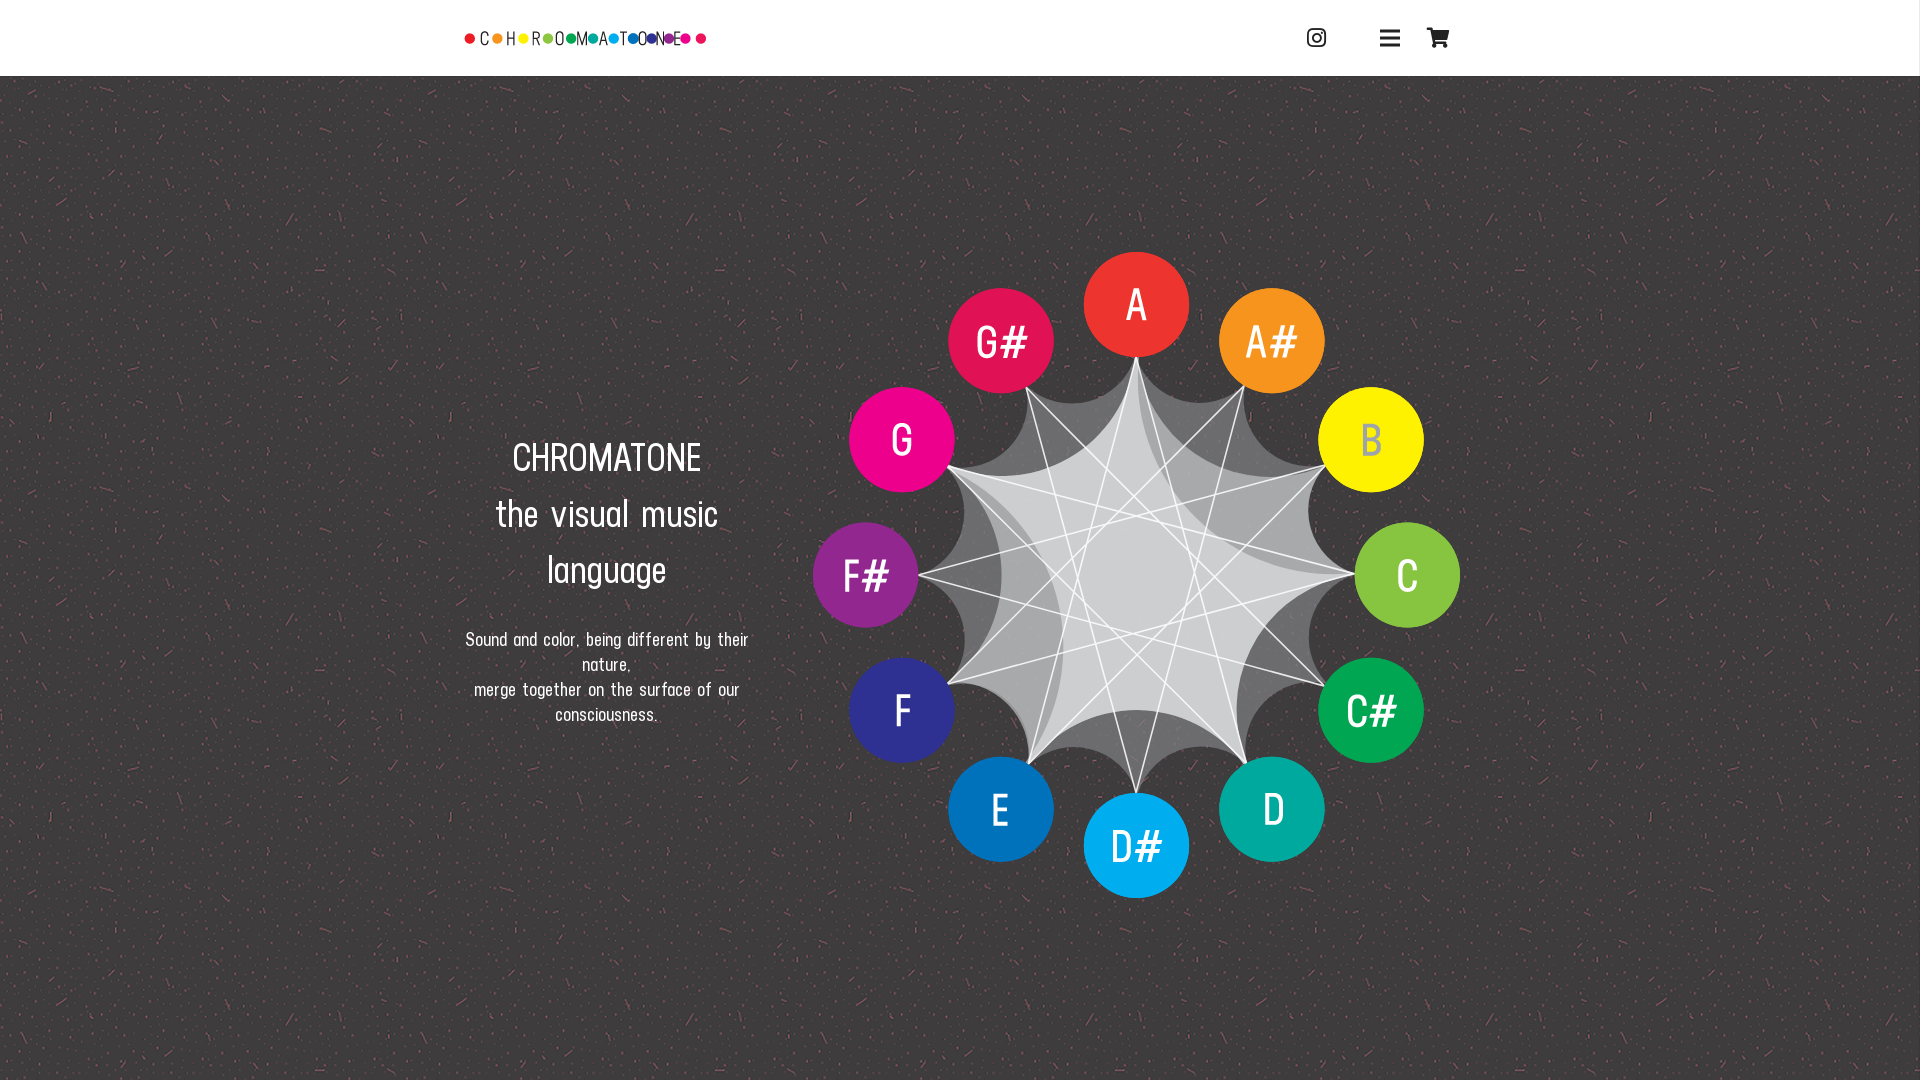 CHROMATONE
CHROMATONE
the visual music
language
Sound and color, being different by their
nature,
merge together on the surface of our
consciousness.
A
A#
B
C
C#
D
D#
E
F
F#
G
G#